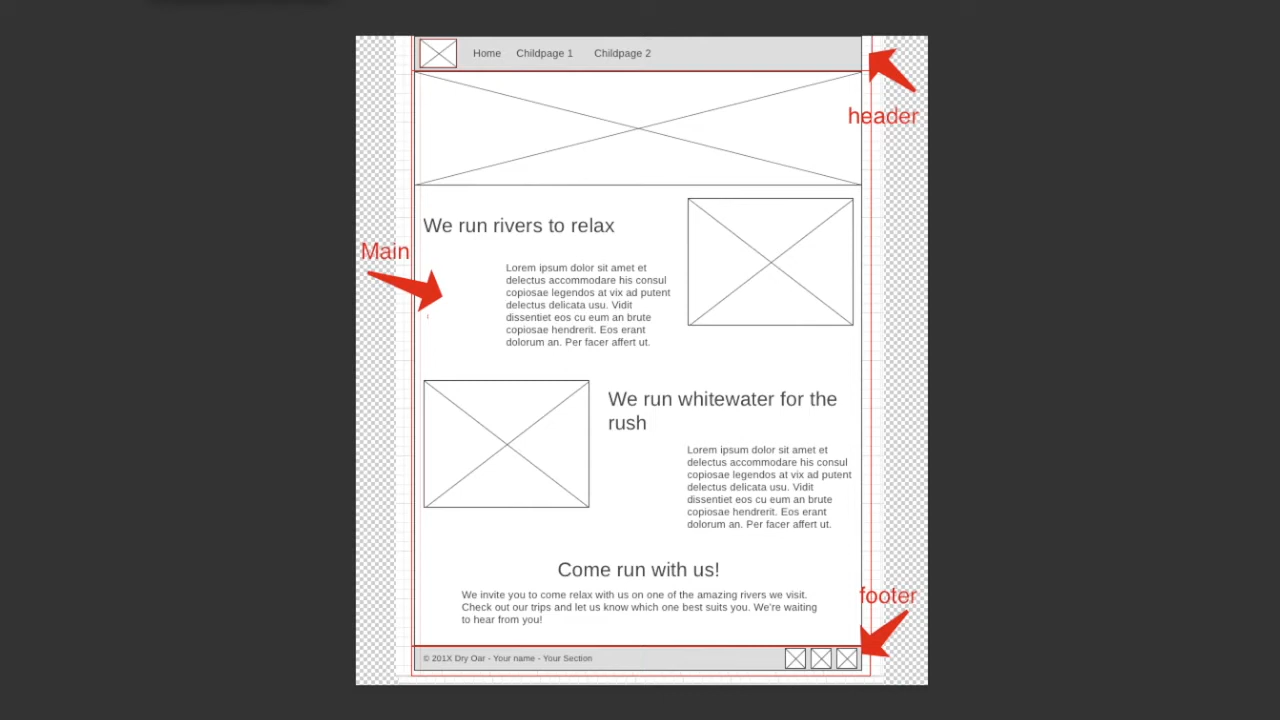 Home Childpage 1 Childpage 2
header
We run rivers to relax
Main
Lorem ipsum dolor sit amet et
delectus accommodare his consul
copiosae legendos at vix ad putent
delectus delicata usu. Vidit
dissentiet eos cu eum an brute
copiosae hendrerit. Eos erant
dolorum an. Per facer affert ut.
We run whitewater for the
rush
Lorem ipsum dolor sit amet et
delectus accommodare his consul
copiosae legendos at vix ad putent
delectus delicata usu. Vidit
dissentiet eos cu eum an brute
copiosae hendrerit. Eos erant
dolorum an. Per facer affert ut.
Come run with us!
We invite you to come relax with us on one of the amazing rivers we visit.
Check out our trips and let us know which one best suits you. We're waiting
to hear from you!
footer
© 201X Dry Oar - Your name - Your Section